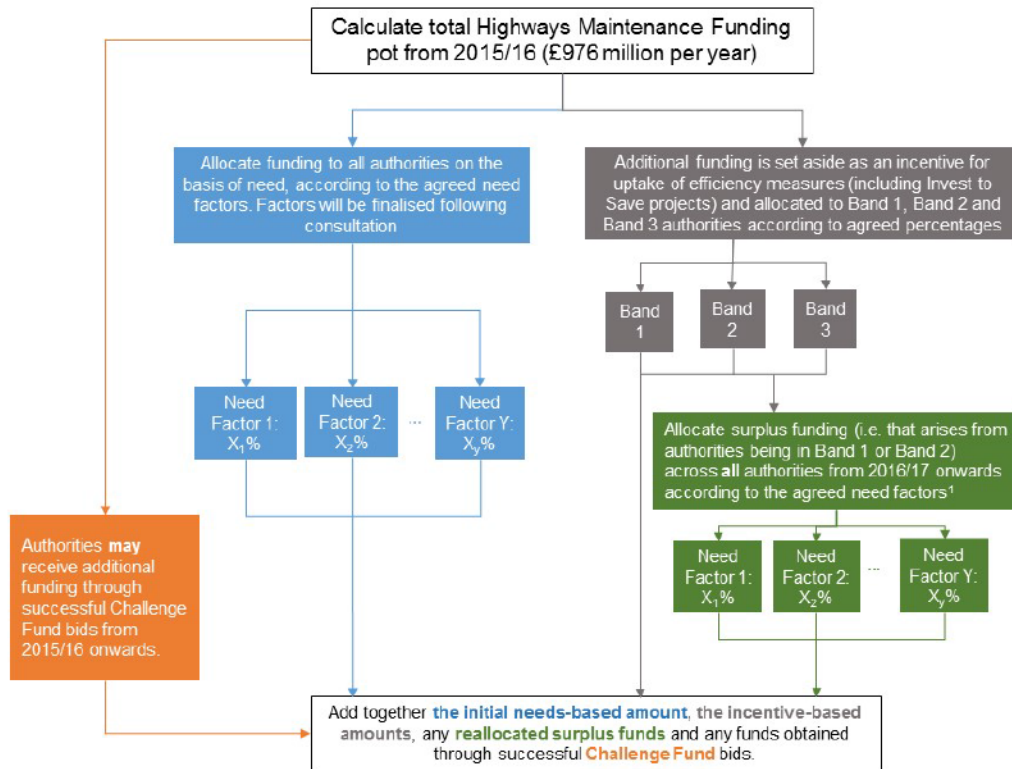 Calculate total Highways Maintenance Funding
pot from 2015/16 (£976 million per year)
Allocate funding to all authorities on the
basis of need, according to the agreed need
factors. Factors will be finalised following
consultation
Additional funding is set aside as an incentive for
uptake of efficiency measures (including Invest to
Save projects) and allocated to Band 1, Band 2 and
Band 3 authorities according to agreed percentages
Band
1
Band
2
Band
3
Need
Factor 1:
X₁%
Need
Factor 2:
X₂%
...
Need
Factor Y:
Xᵧ%
Allocate surplus funding (i.e. that arises from
authorities being in Band 1 or Band 2)
across all authorities from 2016/17 onwards
according to the agreed need factors¹
Need
Factor 1:
X₁%
Need
Factor 2:
X₂%
...
Need
Factor Y:
Xᵧ%
Authorities may
receive additional
funding through
successful Challenge
Fund bids from
2015/16 onwards.
Add together the initial needs-based amount, the incentive-based
amounts, any reallocated surplus funds and any funds obtained
through successful Challenge Fund bids.